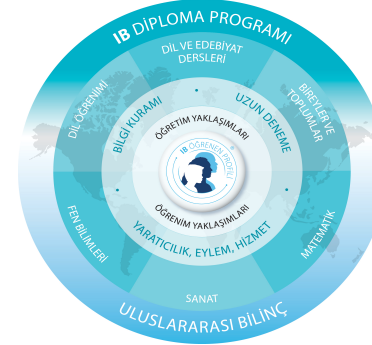 IB DİPLOMA PROGRAMI
DİL VE EDEBİYAT
DERSLERİ
DİL ÖĞRENİMİ
BİREYLER VE
TOPLUMLAR
BİLGİ KURAMI
UZUN DENEME
ÖĞRETİM YAKLAŞIMLARI
IB ÖĞRENEN PROFİLİ
ÖĞRENİM YAKLAŞIMLARI
YARATICILIK, EYLEM, HİZMET
FEN BİLİMLERİ
MATEMATİK
SANAT
ULUSLARARASI BİLİNÇ